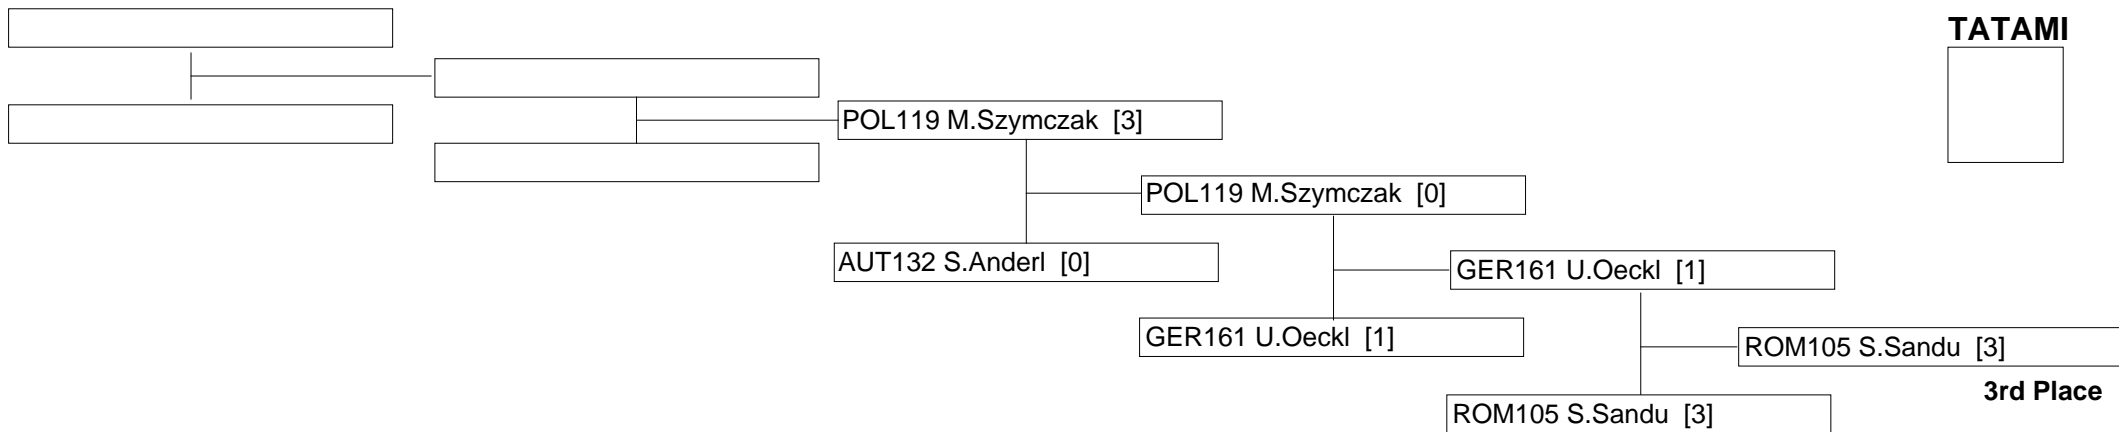 TATAMI
POL119 M.Szymczak [3]
POL119 M.Szymczak [0]
AUT132 S.Anderl [0]
GER161 U.Oeckl [1]
GER161 U.Oeckl [1]
ROM105 S.Sandu [3]
3rd Place
ROM105 S.Sandu [3]